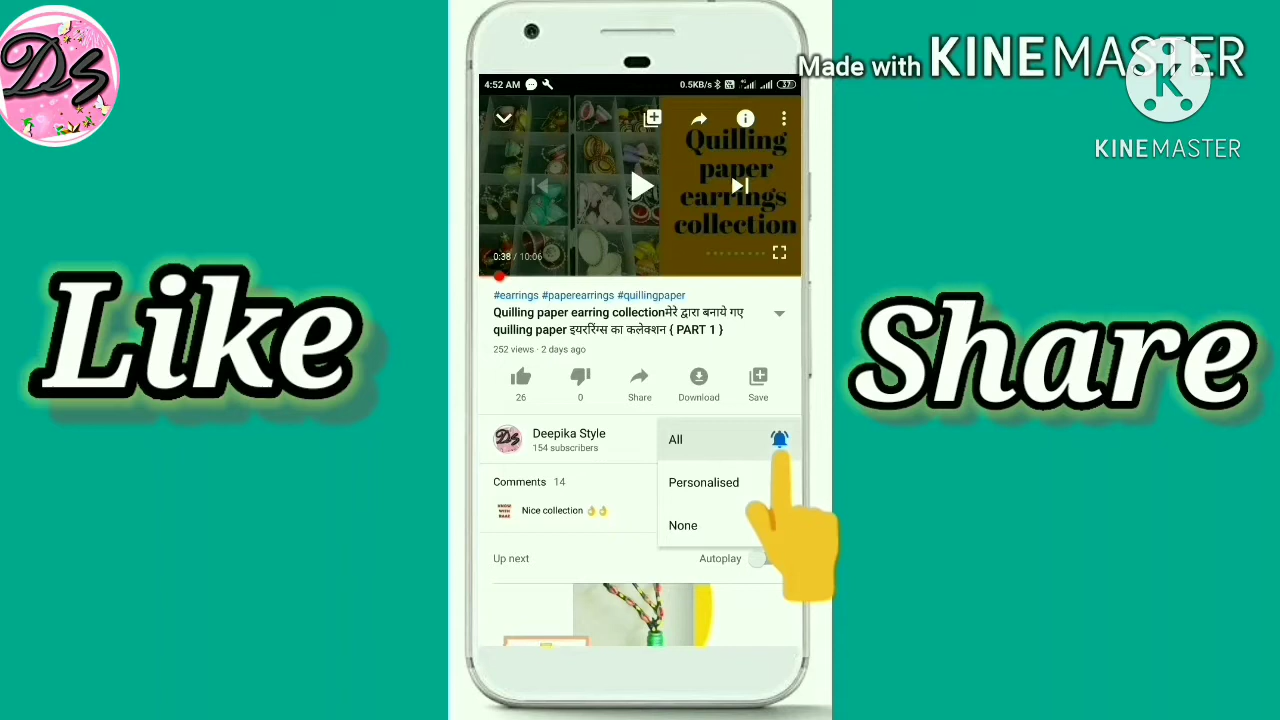 DS
Made with KINEMASTER
K
KINEMASTER
4:52 AM
0.5KB/s
37
Quilling
paper
earrings
collection
0:38 / 10:06
#earrings #paperearrings #quillingpaper
Quilling paper earring collectionमेरे द्वारा बनाये गए
quilling paper इयररिंग्स का कलेक्शन { PART 1 }
252 views · 2 days ago
26
0
Share
Download
Save
Like
Share
DS
Deepika Style
154 subscribers
All
Personalised
None
Comments 14
Nice collection 👌👌
Up next
Autoplay